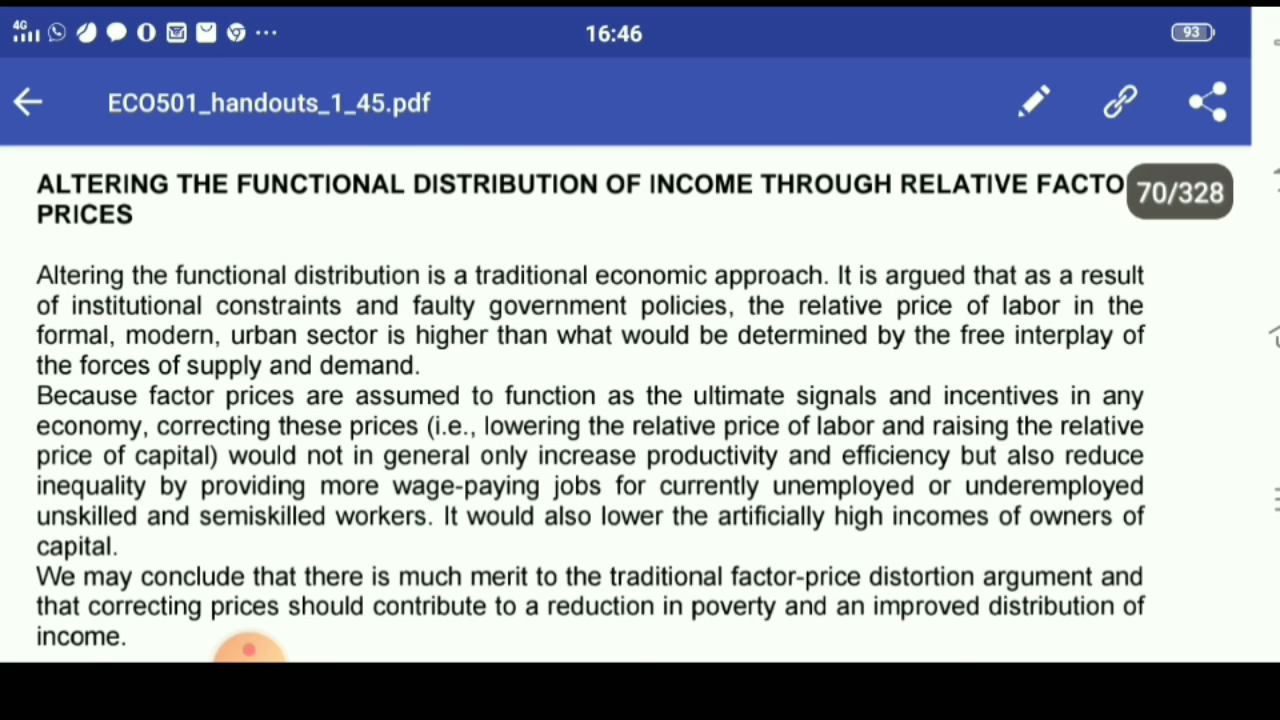 4G
16:46
93
ECO501_handouts_1_45.pdf
ALTERING THE FUNCTIONAL DISTRIBUTION OF INCOME THROUGH RELATIVE FACTO
70/328
PRICES
Altering the functional distribution is a traditional economic approach. It is argued that as a result
of institutional constraints and faulty government policies, the relative price of labor in the
formal, modern, urban sector is higher than what would be determined by the free interplay of
the forces of supply and demand.
Because factor prices are assumed to function as the ultimate signals and incentives in any
economy, correcting these prices (i.e., lowering the relative price of labor and raising the relative
price of capital) would not in general only increase productivity and efficiency but also reduce
inequality by providing more wage-paying jobs for currently unemployed or underemployed
unskilled and semiskilled workers. It would also lower the artificially high incomes of owners of
capital.
We may conclude that there is much merit to the traditional factor-price distortion argument and
that correcting prices should contribute to a reduction in poverty and an improved distribution of
income.